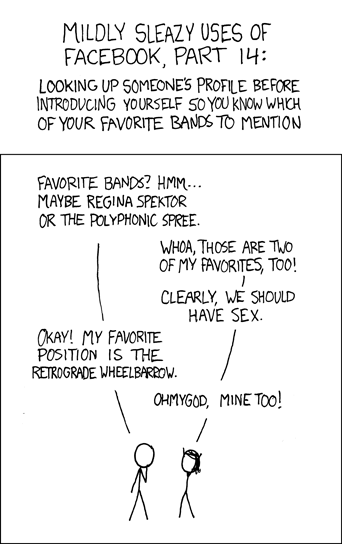 MILDLY SLEAZY USES OF
FACEBOOK, PART 14:
LOOKING UP SOMEONE'S PROFILE BEFORE
INTRODUCING YOURSELF SO YOU KNOW WHICH
OF YOUR FAVORITE BANDS TO MENTION
FAVORITE BANDS? HMM...
MAYBE REGINA SPEKTOR
OR THE POLYPHONIC SPREE.
WHOA, THOSE ARE TWO
OF MY FAVORITES, TOO!
CLEARLY, WE SHOULD
HAVE SEX.
OKAY! MY FAVORITE
POSITION IS THE
RETROGRADE WHEELBARROW.
OHMYGOD, MINE TOO!